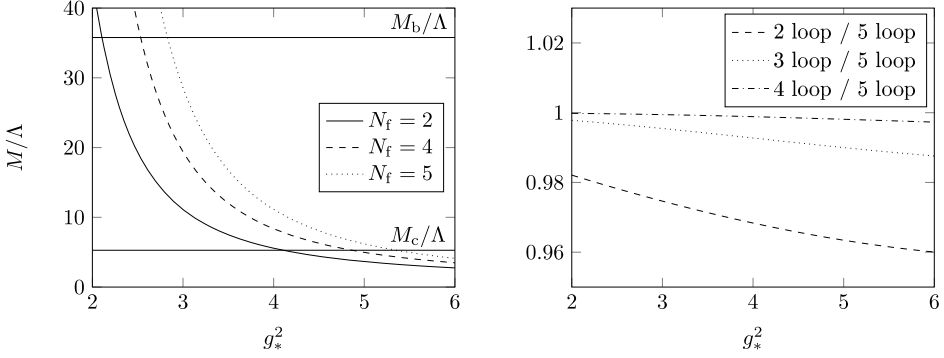 40
30
20
10
0
M/Λ
M_b/Λ
N_f = 2
N_f = 4
N_f = 5
M_c/Λ
2 3 4 5 6
g_*^2
1.02
1
0.98
0.96
2 loop / 5 loop
3 loop / 5 loop
4 loop / 5 loop
2 3 4 5 6
g_*^2